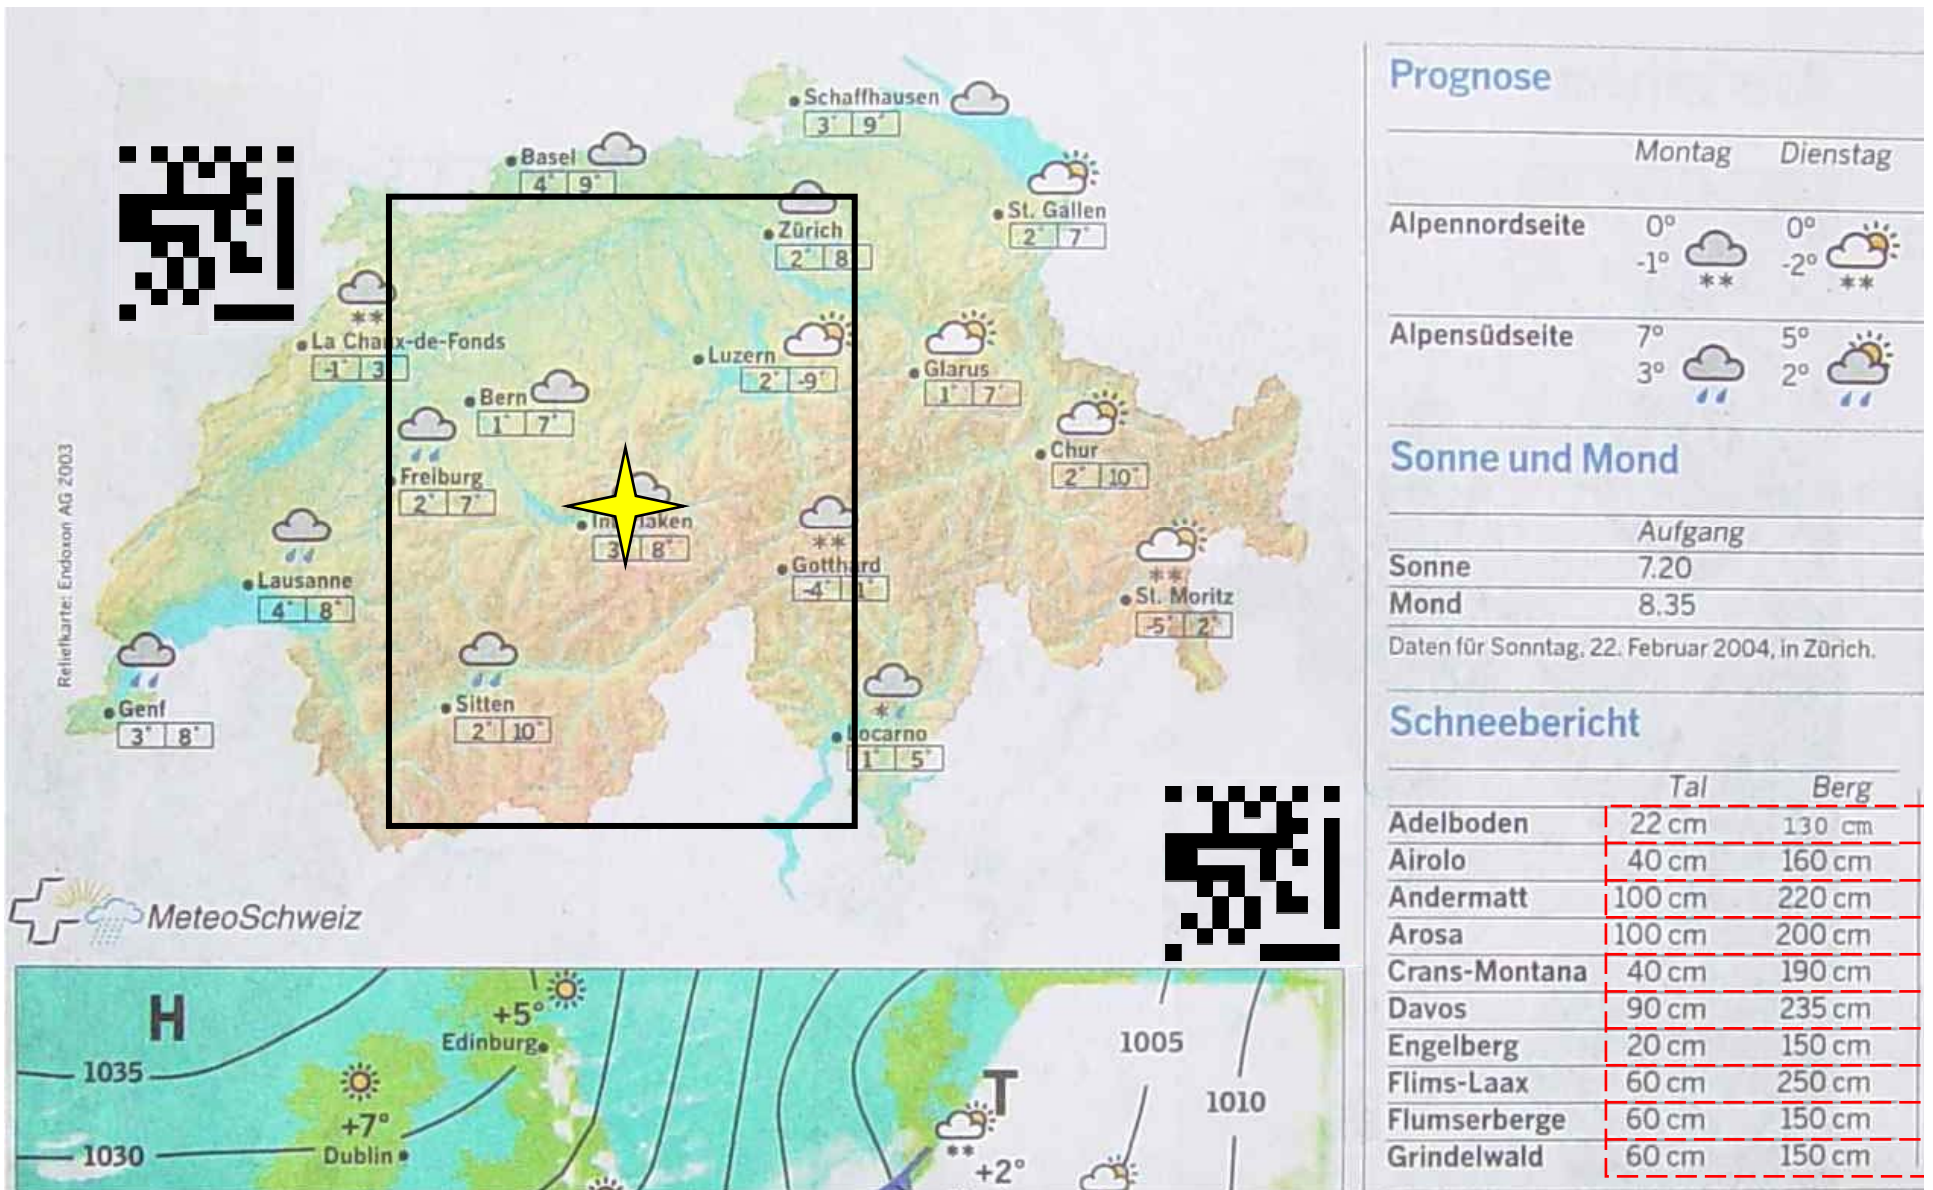 Schaffhausen
3° 9°
Basel
4° 9°
St. Gallen
2° 7°
Zürich
2° 8
La Chaux-de-Fonds
-1° 3
Luzern
2° -9°
Glarus
1° 7°
Bern
1° 7°
Chur
2° 10°
Freiburg
2° 7°
3° 8°
Gotthard
-4° 1°
Lausanne
4° 8°
St. Moritz
-5° 2°
Sitten
2° 10°
Genf
3° 8°
Locarno
1° 5°
Reliefkarte: Endoxon AG 2003
MeteoSchweiz
H
1035
1030
+5°
Edinburg
+7°
Dublin
T
1005
1010
+2°
Prognose
Montag Dienstag
Alpennordseite 0° 0°
-1° -2°
Alpensüdseite 7° 5°
3° 2°
Sonne und Mond
Aufgang
Sonne 7.20
Mond 8.35
Daten für Sonntag, 22. Februar 2004, in Zürich.
Schneebericht
Tal Berg
Adelboden 22 cm 130 cm
Airolo 40 cm 160 cm
Andermatt 100 cm 220 cm
Arosa 100 cm 200 cm
Crans-Montana 40 cm 190 cm
Davos 90 cm 235 cm
Engelberg 20 cm 150 cm
Flims-Laax 60 cm 250 cm
Flumserberge 60 cm 150 cm
Grindelwald 60 cm 150 cm